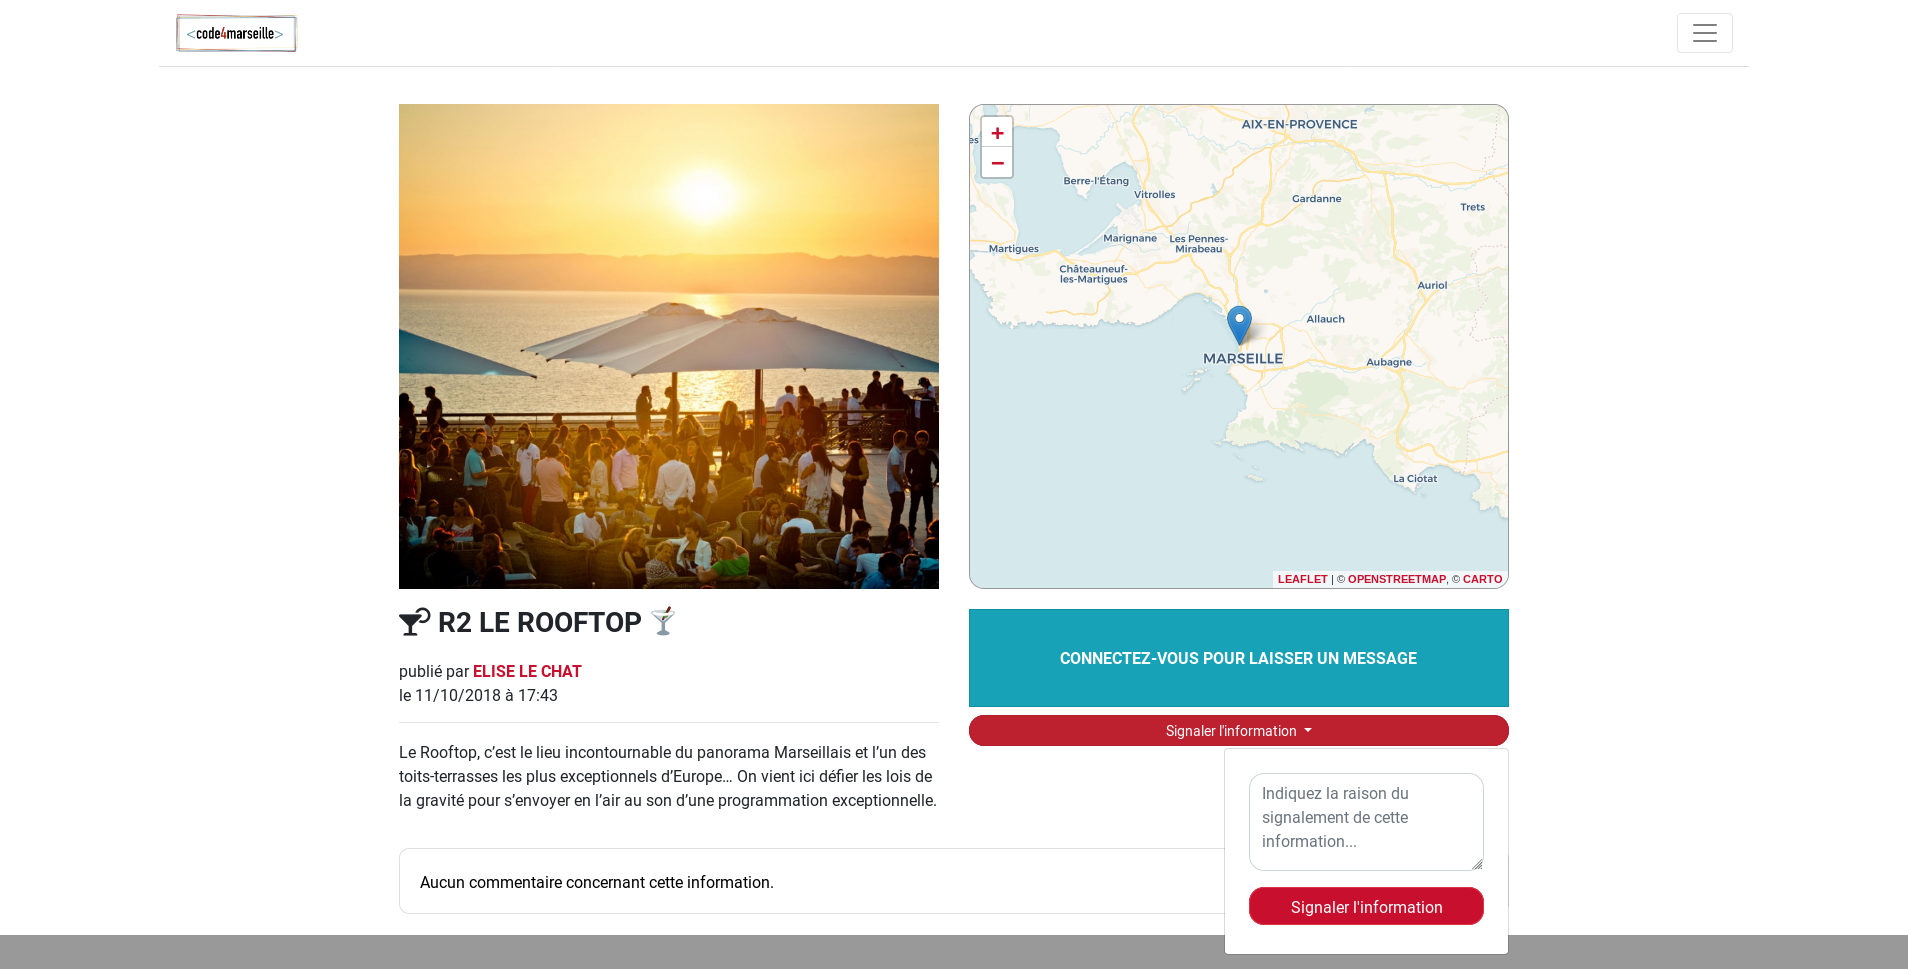 <code4marseille>
+
−
AIX-EN-PROVENCE
es
Berre-l'Étang
Vitrolles
Gardanne
Trets
Marignane
Les Pennes-
Mirabeau
Martigues
Châteauneuf-
les-Martigues
Auriol
Allauch
MARSEILLE
Aubagne
La Ciotat
LEAFLET | © OPENSTREETMAP, © CARTO
R2 LE ROOFTOP
publié par ELISE LE CHAT
le 11/10/2018 à 17:43
Le Rooftop, c’est le lieu incontournable du panorama Marseillais et l’un des
toits-terrasses les plus exceptionnels d’Europe… On vient ici défier les lois de
la gravité pour s’envoyer en l’air au son d’une programmation exceptionnelle.
CONNECTEZ-VOUS POUR LAISSER UN MESSAGE
Signaler l'information
Indiquez la raison du
signalement de cette
information...
Signaler l'information
Aucun commentaire concernant cette information.